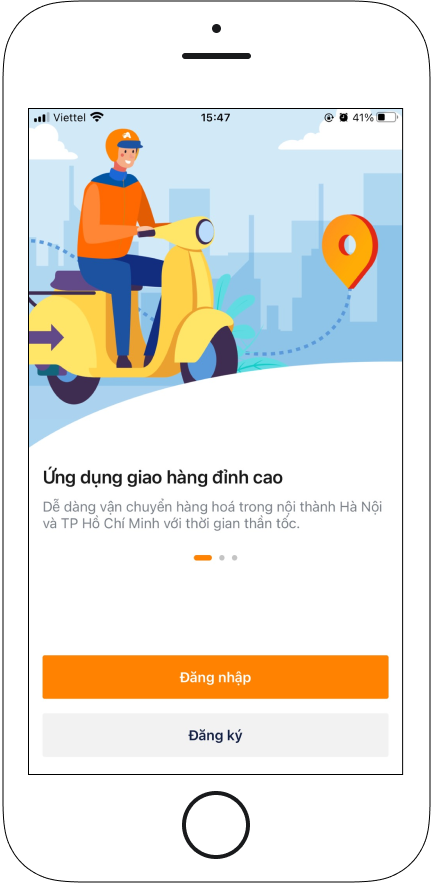 Viettel 15:47 41%
Ứng dụng giao hàng đỉnh cao
Dễ dàng vận chuyển hàng hoá trong nội thành Hà Nội
và TP Hồ Chí Minh với thời gian thần tốc.
Đăng nhập
Đăng ký